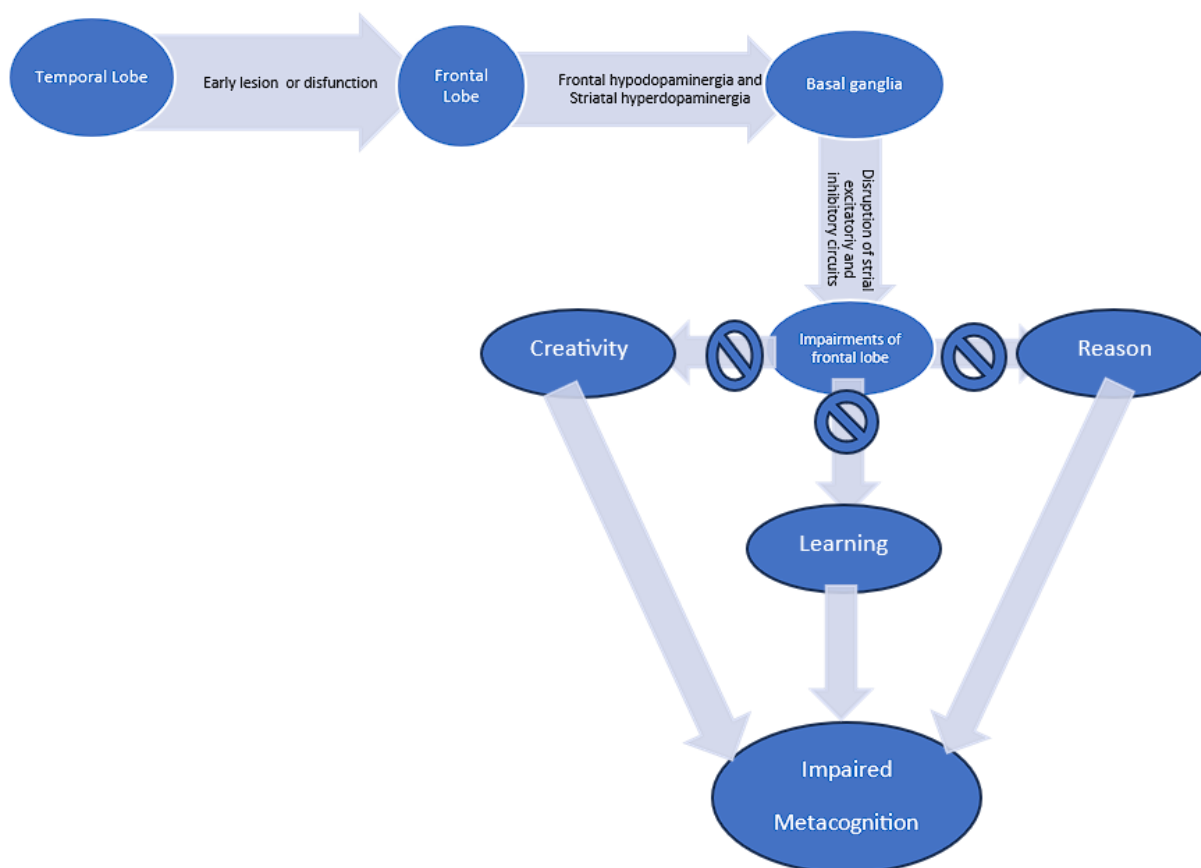 Temporal Lobe
Early lesion or disfunction
Frontal
Lobe
Frontal hypodopaminergia and
Striatal hyperdopaminergia
Basal ganglia
Disruption of strial
excitatoriy and
inhibitory circuits
Creativity
Impairments of
frontal lobe
Reason
Learning
Impaired
Metacognition